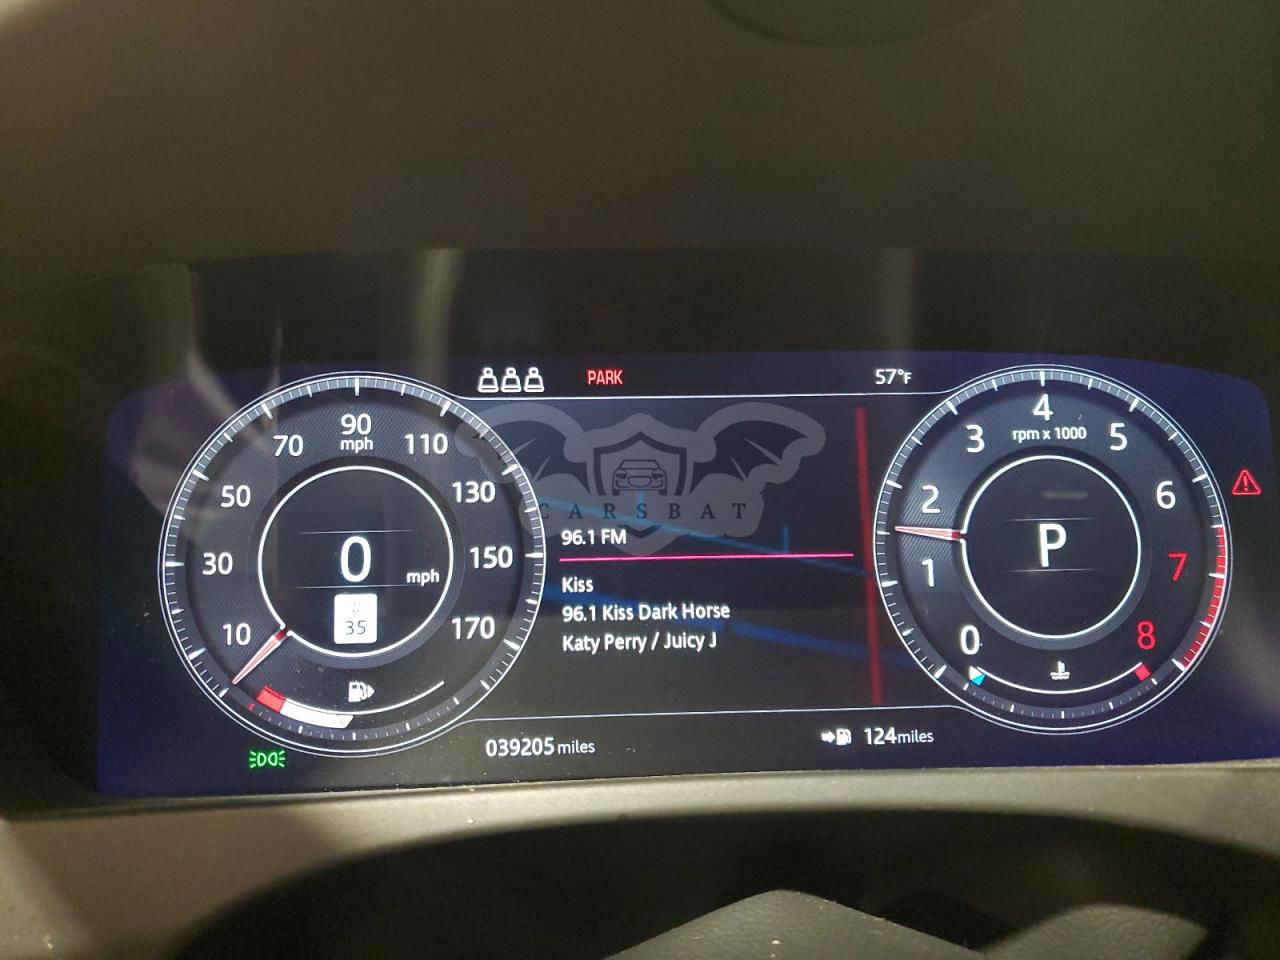 PARK
57°F
90
mph
70
110
50
130
30
150
10
170
0
mph
35
CARSBAT
96.1 FM
Kiss
96.1 Kiss Dark Horse
Katy Perry / Juicy J
4
rpm x 1000
3
5
2
6
1
7
0
8
P
039205 miles
124 miles